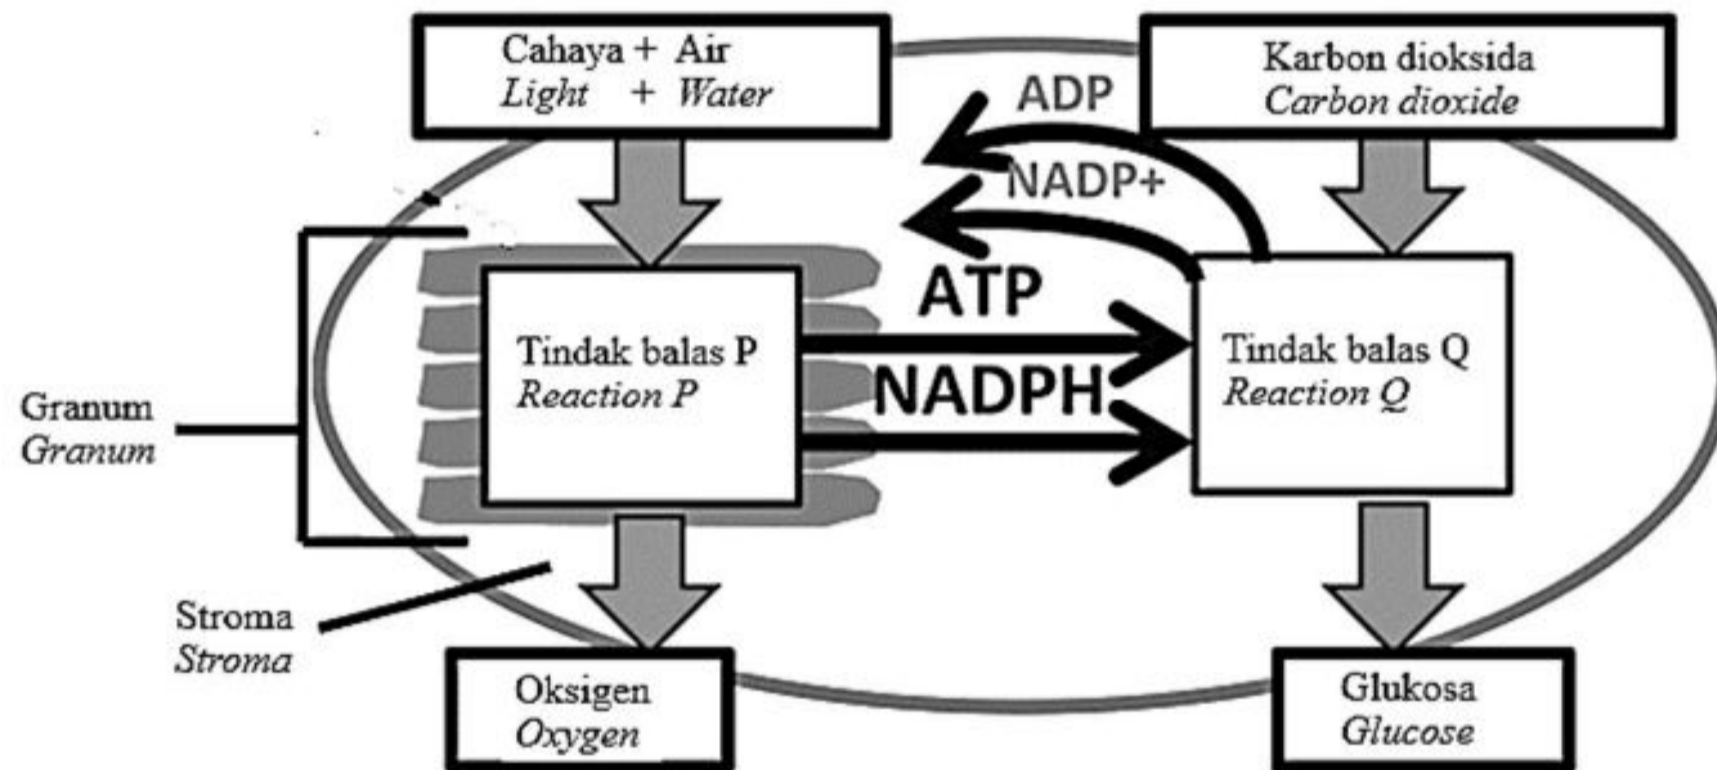 Cahaya + Air
Light + Water
Karbon dioksida
Carbon dioxide
ADP
NADP+
ATP
NADPH
Tindak balas P
Reaction P
Tindak balas Q
Reaction Q
Granum
Granum
Stroma
Stroma
Oksigen
Oxygen
Glukosa
Glucose